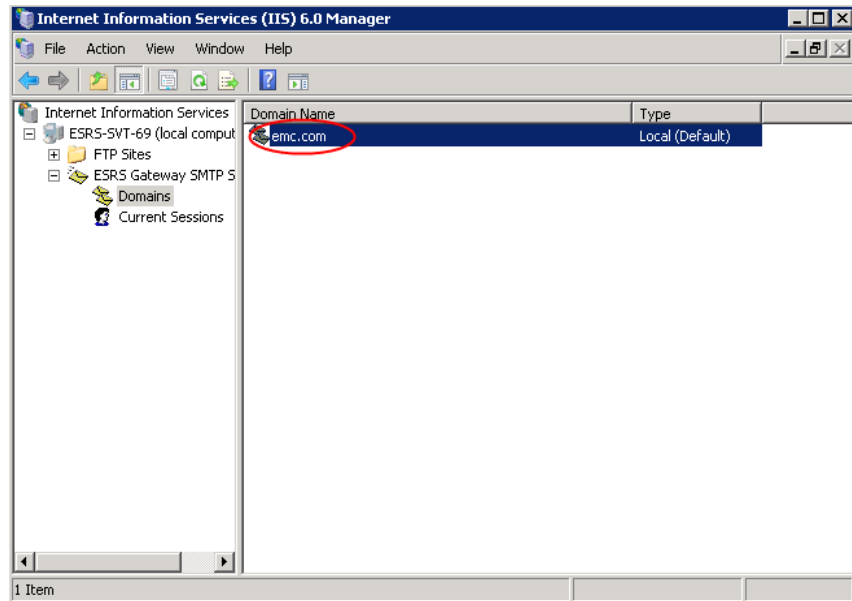 Internet Information Services (IIS) 6.0 Manager
File Action View Window Help
Internet Information Services
ESRS-SVT-69 (local comput
FTP Sites
ESRS Gateway SMTP S
Domains
Current Sessions
Domain Name Type
emc.com Local (Default)
1 Item